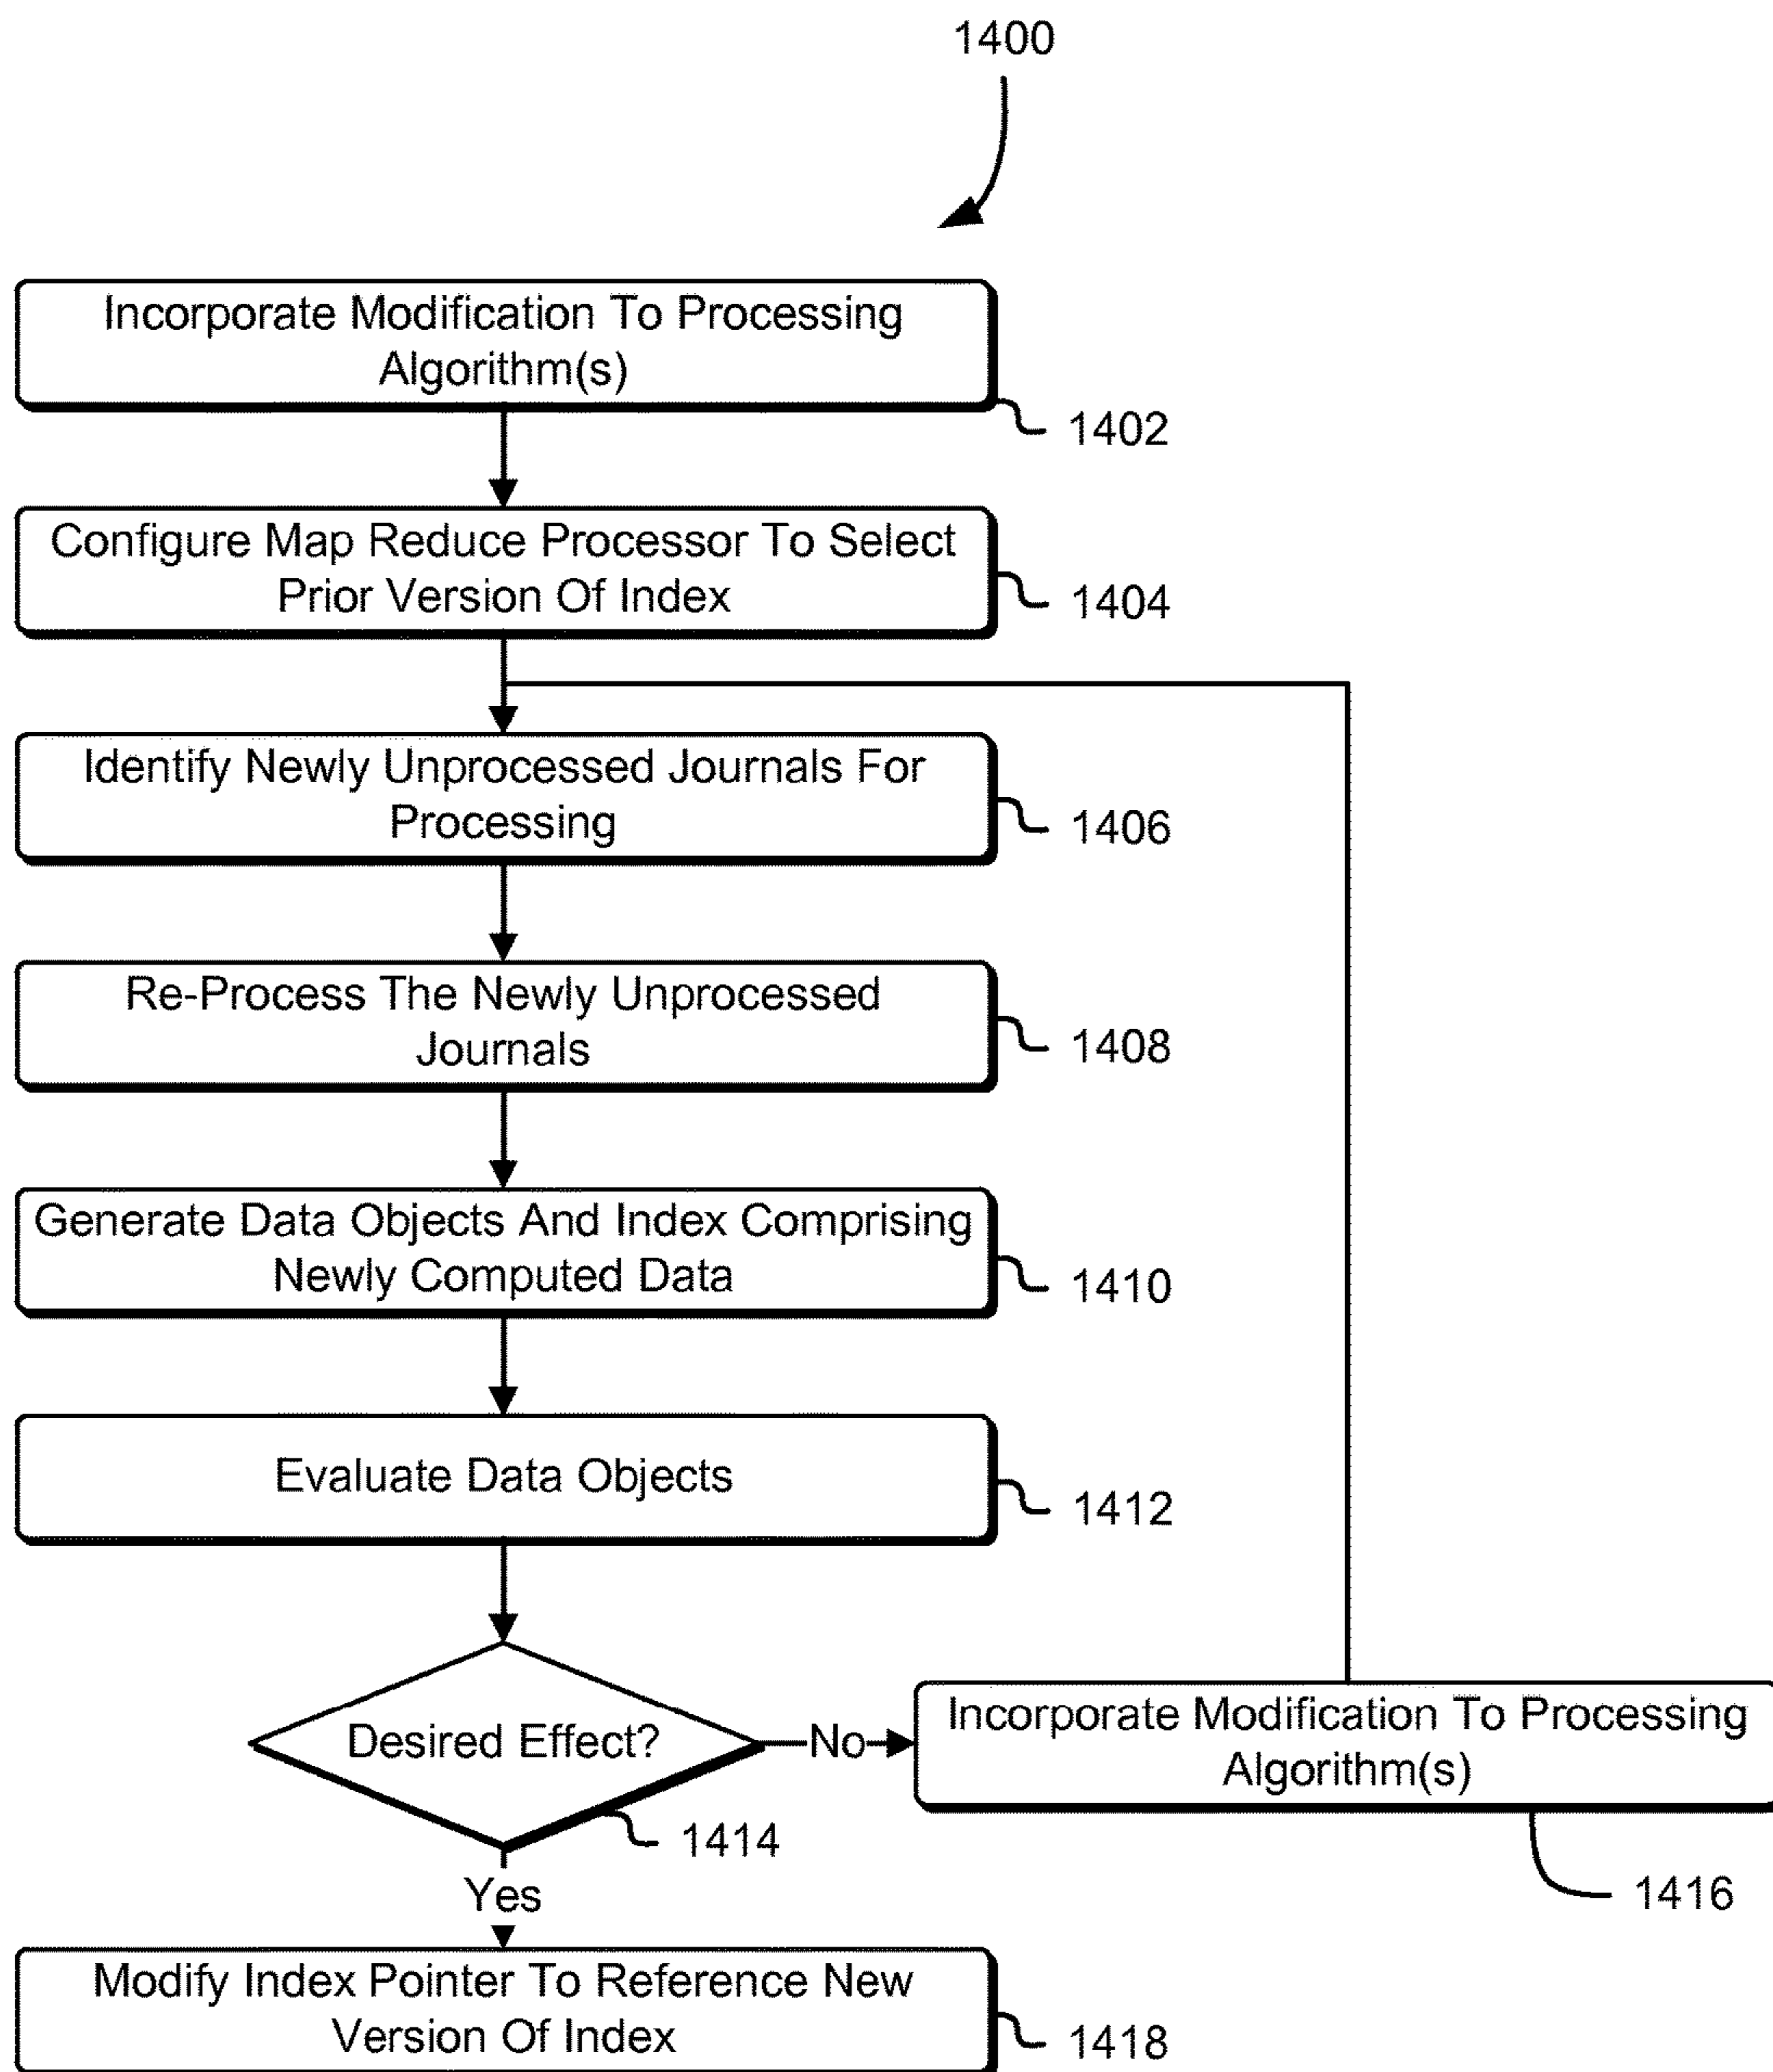 1400
Incorporate Modification To Processing
Algorithm(s)
1402
Configure Map Reduce Processor To Select
Prior Version Of Index
1404
Identify Newly Unprocessed Journals For
Processing
1406
Re-Process The Newly Unprocessed
Journals
1408
Generate Data Objects And Index Comprising
Newly Computed Data
1410
Evaluate Data Objects
1412
Desired Effect?
No
Incorporate Modification To Processing
Algorithm(s)
1414
1416
Yes
Modify Index Pointer To Reference New
Version Of Index
1418